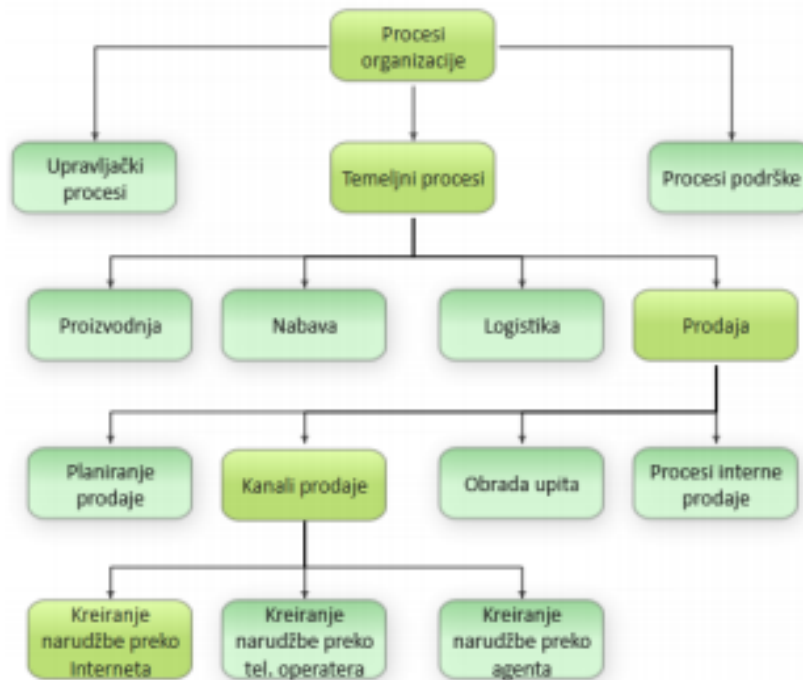 Procesi
organizacije
Upravljački
procesi
Temeljni procesi
Procesi podrške
Proizvodnja
Nabava
Logistika
Prodaja
Planiranje
prodaje
Kanali prodaje
Obrada upita
Procesi interne
prodaje
Kreiranje
narudžbe preko
Interneta
Kreiranje
narudžbe preko
tel. operatera
Kreiranje
narudžbe preko
agenta